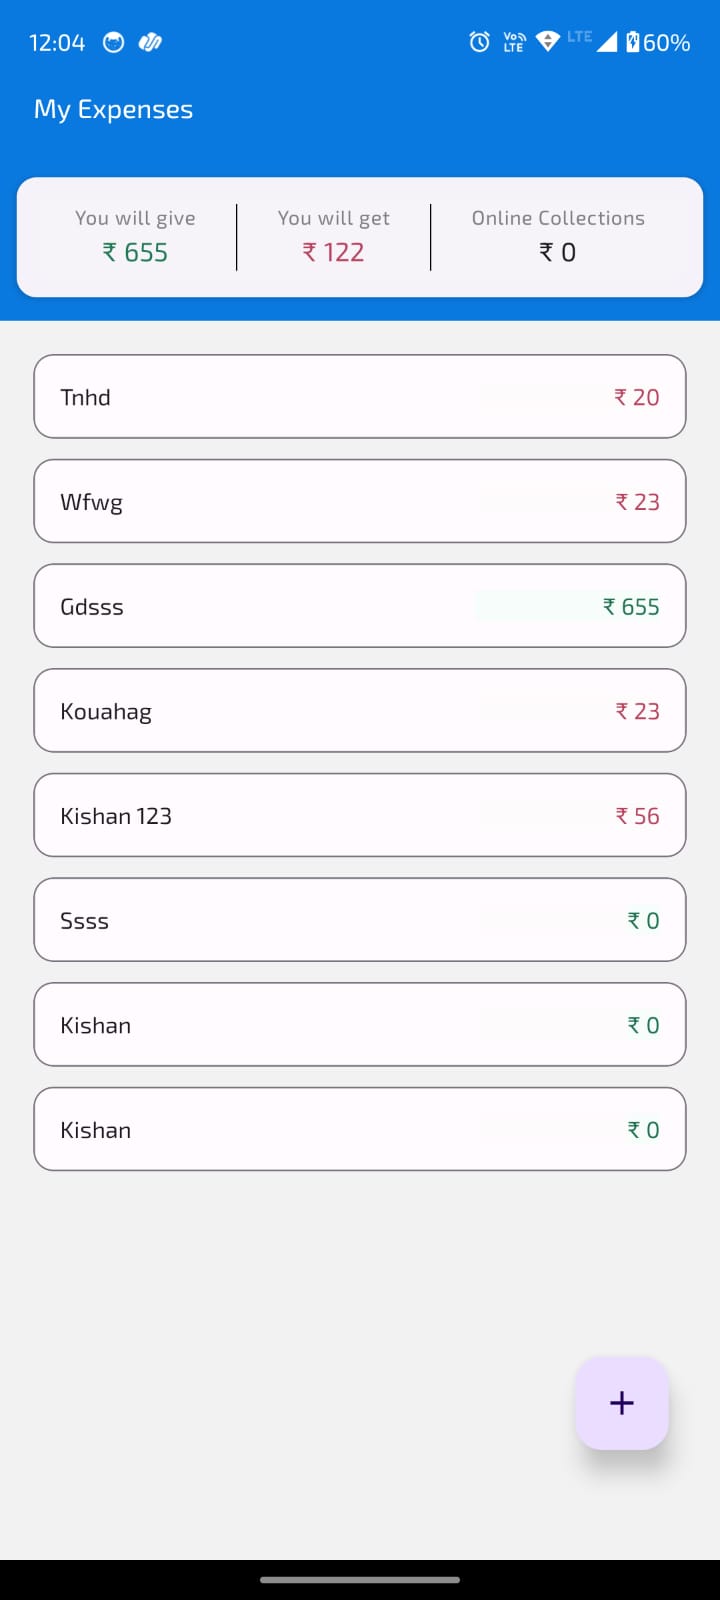 12:04 Vo LTE LTE 60%
My Expenses
You will give You will get Online Collections
₹ 655 ₹ 122 ₹ 0
Tnhd ₹ 20
Wfwg ₹ 23
Gdsss ₹ 655
Kouahag ₹ 23
Kishan 123 ₹ 56
Ssss ₹ 0
Kishan ₹ 0
Kishan ₹ 0
+